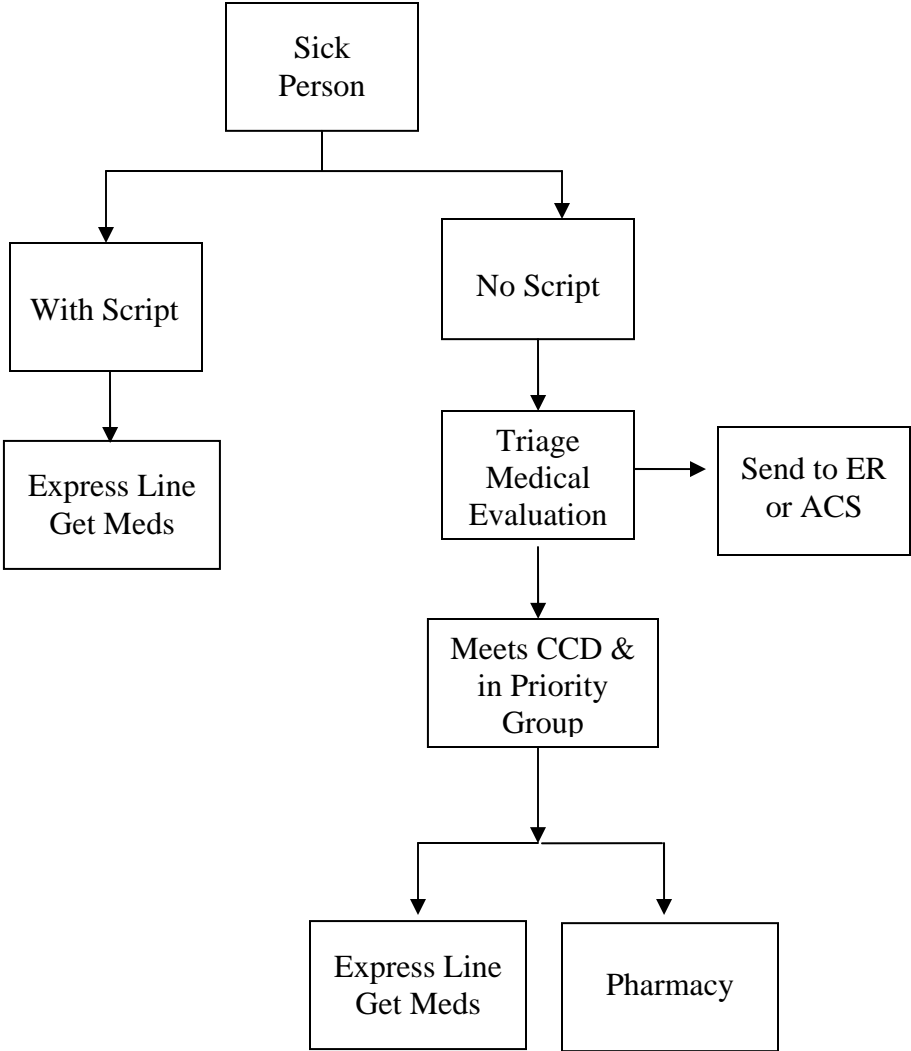 Sick
Person
With Script
No Script
Express Line
Get Meds
Triage
Medical
Evaluation
Send to ER
or ACS
Meets CCD &
in Priority
Group
Express Line
Get Meds
Pharmacy